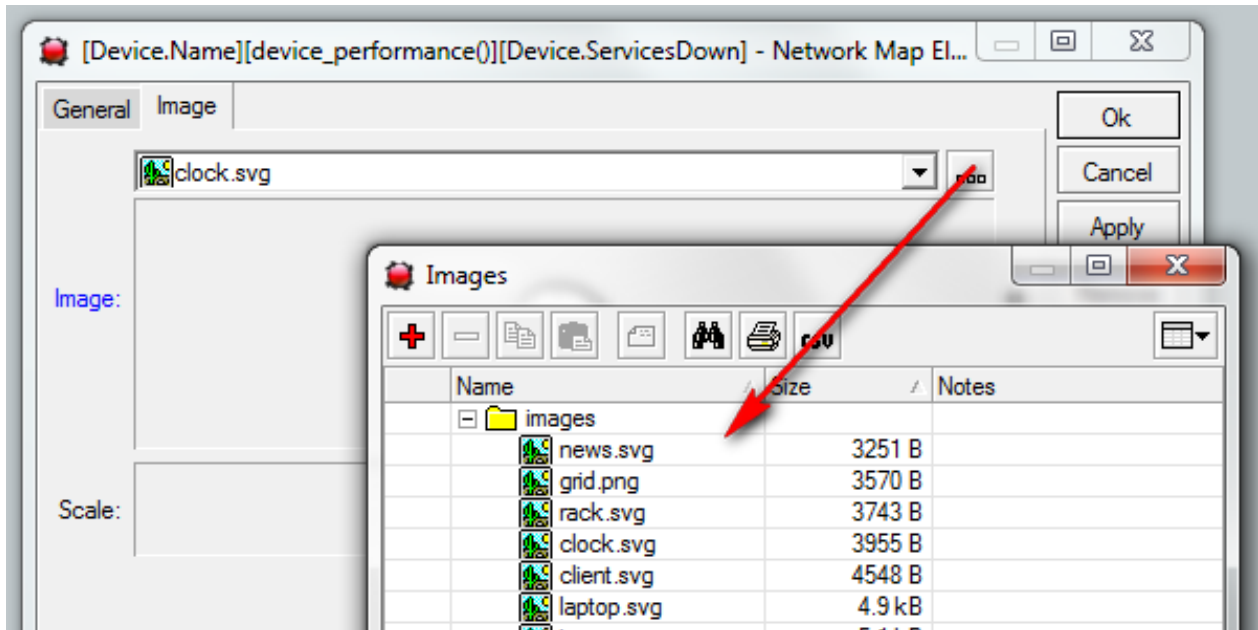 [Device.Name][device_performance()][Device.ServicesDown] - Network Map El...
General Image
Ok
clock.svg
Cancel
Apply
Images
Image:
csv
Name Size Notes
images
news.svg 3251 B
grid.png 3570 B
rack.svg 3743 B
Scale:
clock.svg 3955 B
client.svg 4548 B
laptop.svg 4.9 kB